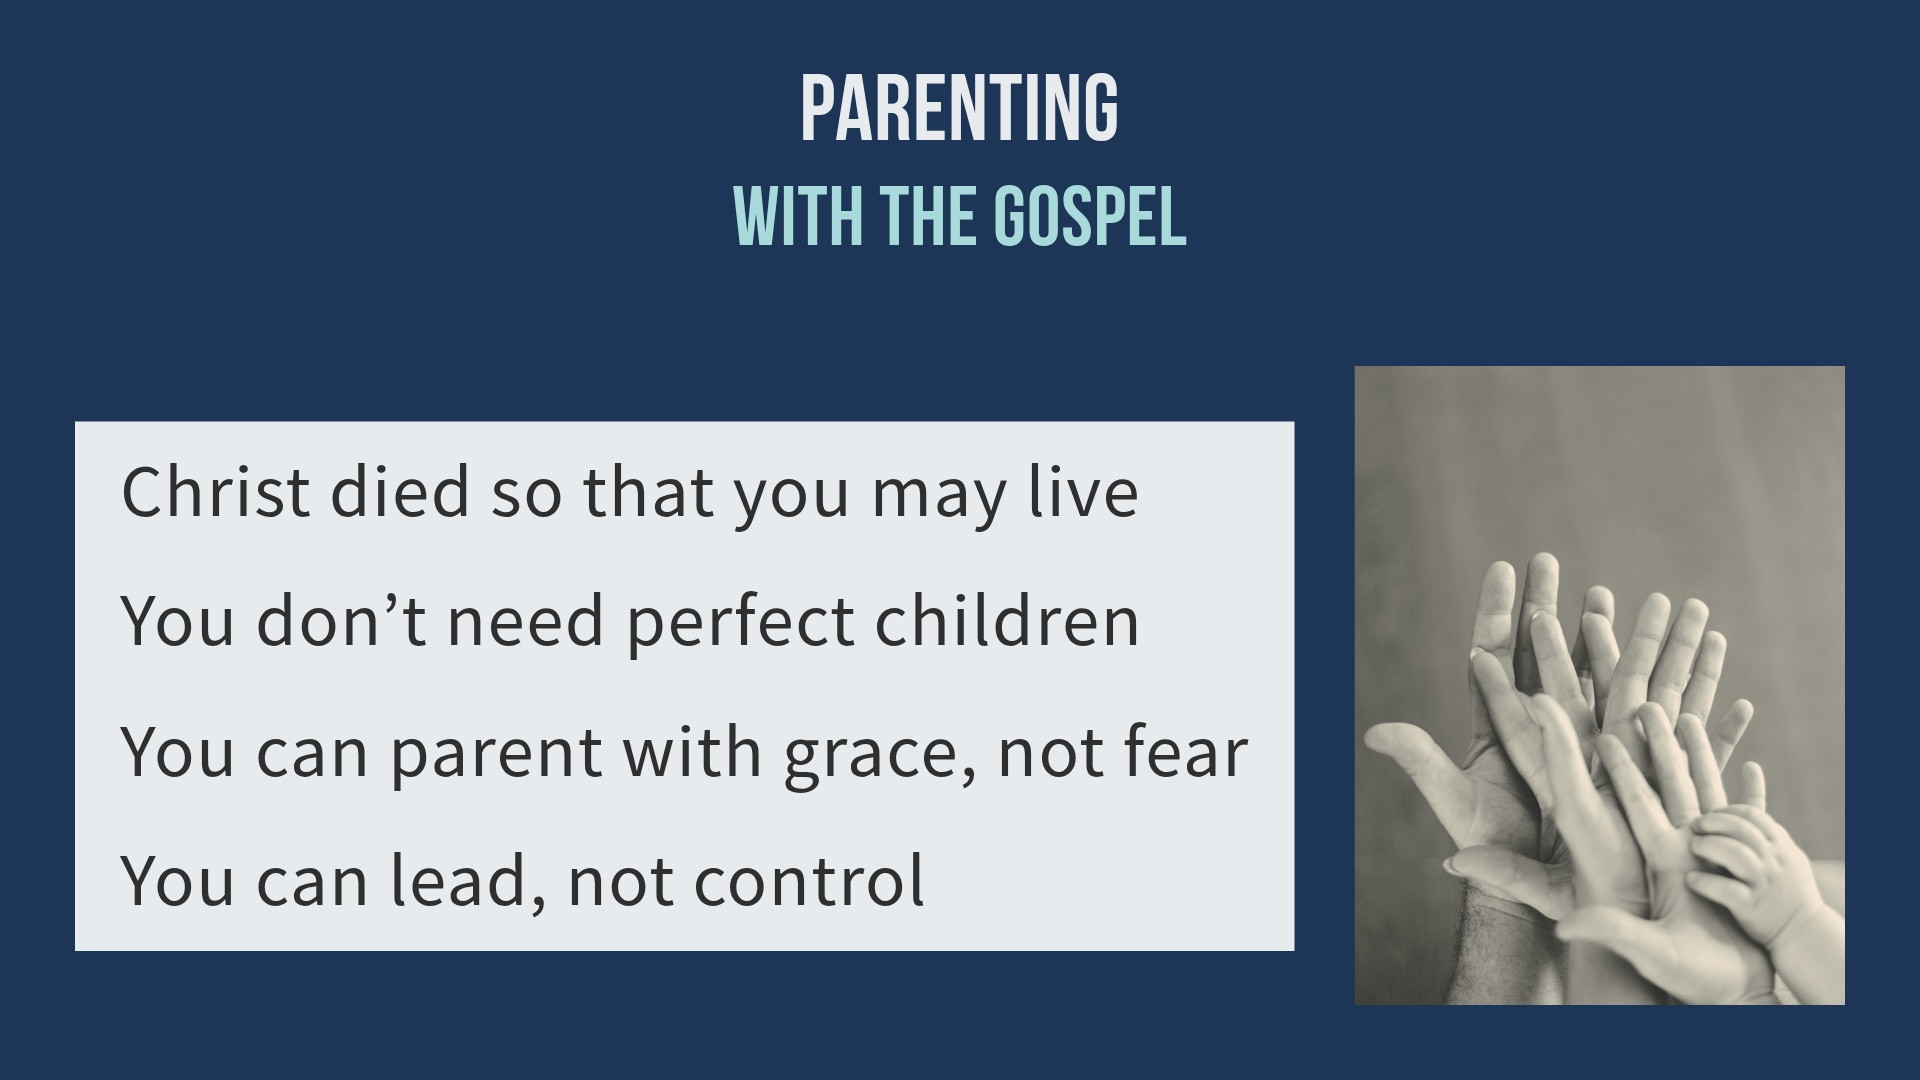 PARENTING
WITH THE GOSPEL
Christ died so that you may live
You don’t need perfect children
You can parent with grace, not fear
You can lead, not control